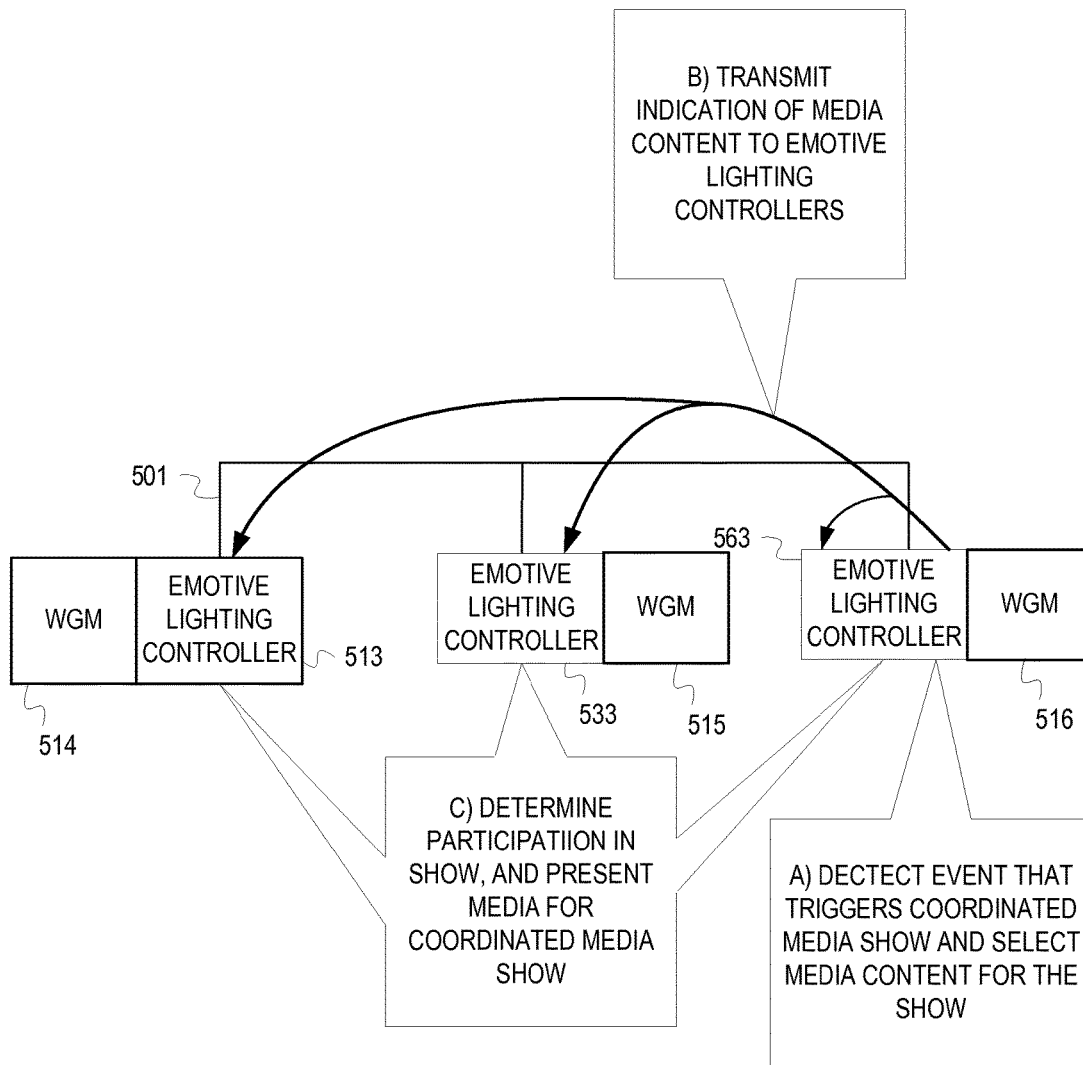 B) TRANSMIT
INDICATION OF MEDIA
CONTENT TO EMOTIVE
LIGHTING
CONTROLLERS
501
563
WGM
EMOTIVE
LIGHTING
CONTROLLER
513
514
EMOTIVE
LIGHTING
CONTROLLER
533
WGM
515
EMOTIVE
LIGHTING
CONTROLLER
WGM
516
C) DETERMINE
PARTICIPATIION IN
SHOW, AND PRESENT
MEDIA FOR
COORDINATED MEDIA
SHOW
A) DECTECT EVENT THAT
TRIGGERS COORDINATED
MEDIA SHOW AND SELECT
MEDIA CONTENT FOR THE
SHOW